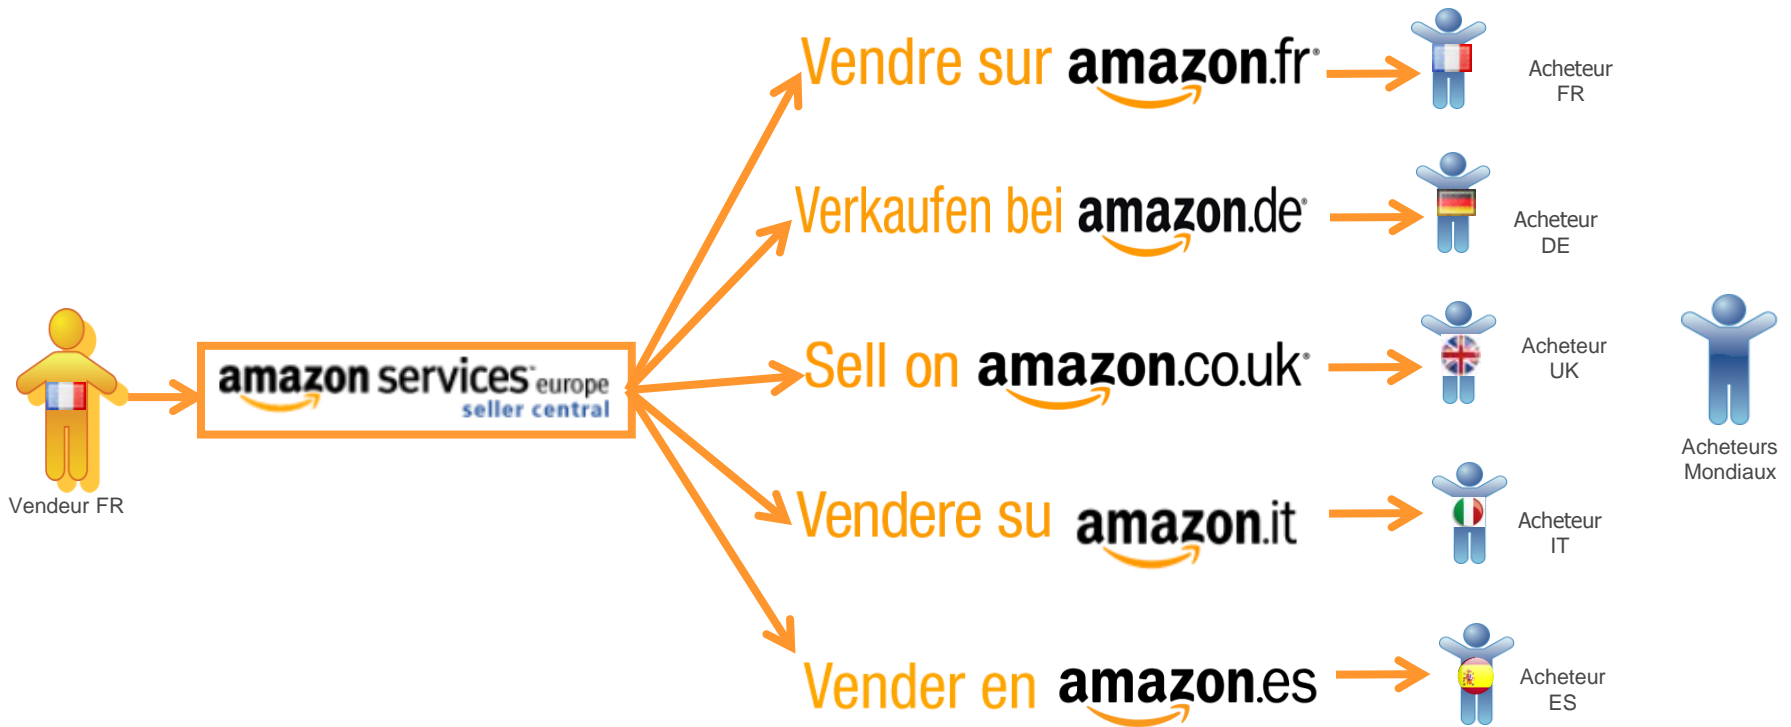 Vendre sur amazon.fr
Acheteur
FR
Verkaufen bei amazon.de
Acheteur
DE
Vendeur FR
amazon services europe
seller central
Sell on amazon.co.uk
Acheteur
UK
Acheteurs
Mondiaux
Vendere su amazon.it
Acheteur
IT
Vender en amazon.es
Acheteur
ES